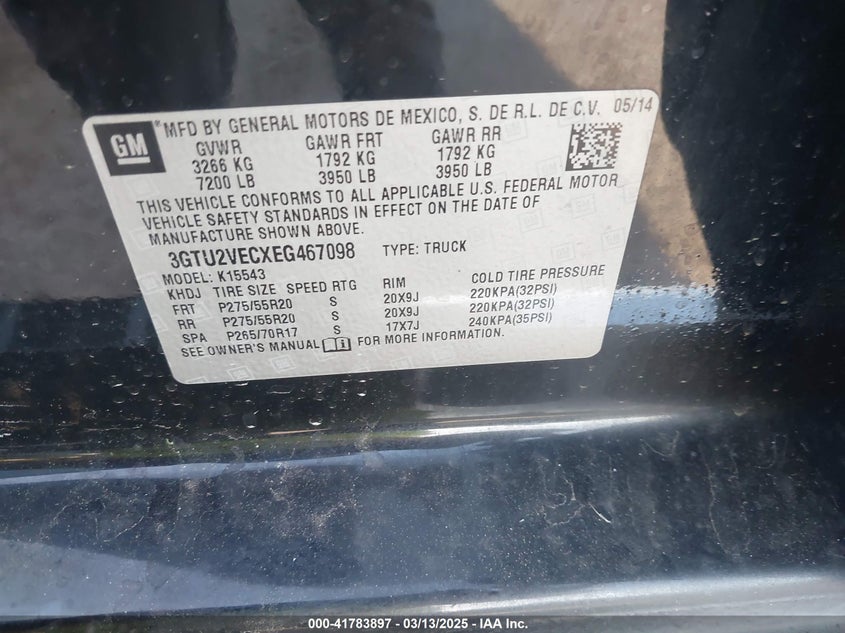 GM ® MFD BY GENERAL MOTORS DE MEXICO, S. DE R.L. DE C.V. 05/14
GVWR GAWR FRT GAWR RR
3266 KG 1792 KG 1792 KG
7200 LB 3950 LB 3950 LB
THIS VEHICLE CONFORMS TO ALL APPLICABLE U.S. FEDERAL MOTOR
VEHICLE SAFETY STANDARDS IN EFFECT ON THE DATE OF
MANUFACTURE SHOWN ABOVE.
3GTU2VECXEG467098 TYPE: TRUCK
MODEL: K15543
KHDJ TIRE SIZE SPEED RTG RIM COLD TIRE PRESSURE
FRT P275/55R20 S 20X9J 220KPA(32PSI)
RR P275/55R20 S 20X9J 220KPA(32PSI)
SPA P265/70R17 S 17X7J 240KPA(35PSI)
SEE OWNER'S MANUAL FOR MORE INFORMATION.
000-41783897 — 03/13/2025 — IAA Inc.